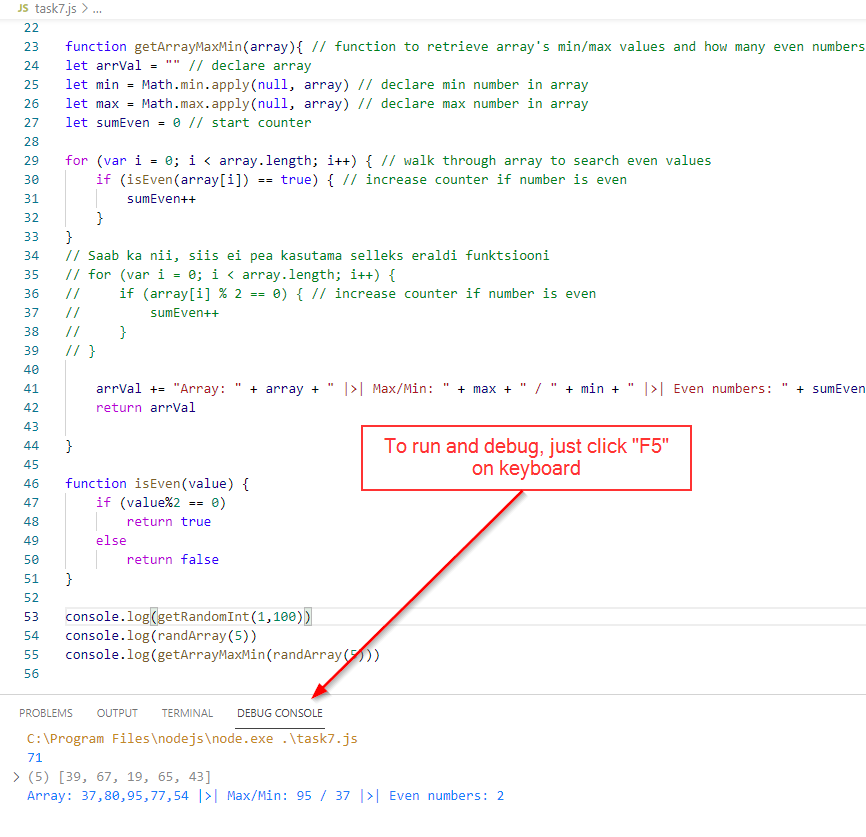 JS task7.js > ...
22
23 function getArrayMaxMin(array){ // function to retrieve array's min/max values and how many even numbers
24 let arrVal = "" // declare array
25 let min = Math.min.apply(null, array) // declare min number in array
26 let max = Math.max.apply(null, array) // declare max number in array
27 let sumEven = 0 // start counter
28
29 for (var i = 0; i < array.length; i++) { // walk through array to search even values
30 if (isEven(array[i]) == true) { // increase counter if number is even
31 sumEven++
32 }
33 }
34 // Saab ka nii, siis ei pea kasutama selleks eraldi funktsiooni
35 // for (var i = 0; i < array.length; i++) {
36 // if (array[i] % 2 == 0) { // increase counter if number is even
37 // sumEven++
38 // }
39 // }
40
41 arrVal += "Array: " + array + " |>| Max/Min: " + max + " / " + min + " |>| Even numbers: " + sumEven
42 return arrVal
43
44 }
To run and debug, just click "F5"
on keyboard
45
46 function isEven(value) {
47 if (value%2 == 0)
48 return true
49 else
50 return false
51 }
52
53 console.log(getRandomInt(1,100))
54 console.log(randArray(5))
55 console.log(getArrayMaxMin(randArray(5)))
56
PROBLEMS OUTPUT TERMINAL DEBUG CONSOLE
C:\Program Files\nodejs\node.exe .\task7.js
71
> (5) [39, 67, 19, 65, 43]
Array: 37,80,95,77,54 |>| Max/Min: 95 / 37 |>| Even numbers: 2